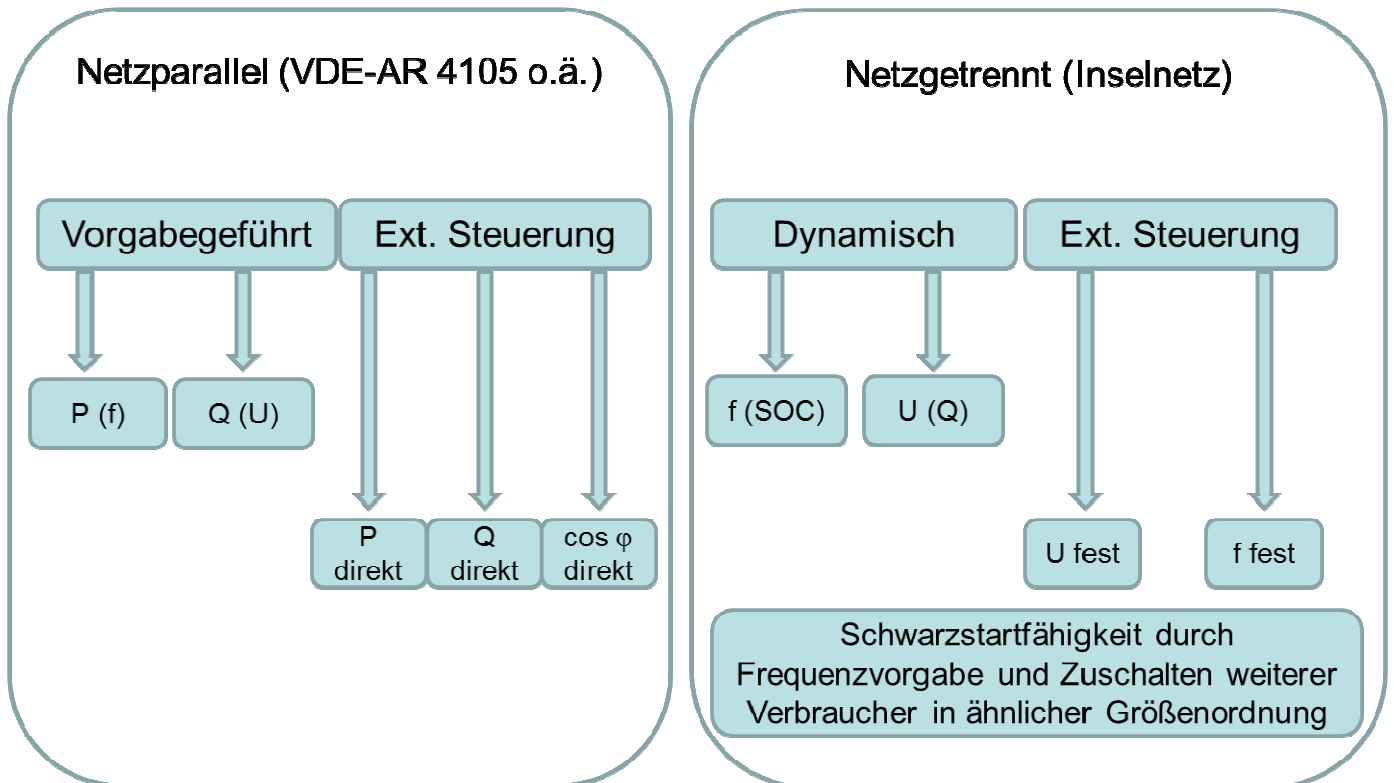 Netzparallel (VDE-AR 4105 o.ä.)
Vorgabegeführt
Ext. Steuerung
P (f)
Q (U)
P
direkt
Q
direkt
cos φ
direkt
Netzgetrennt (Inselnetz)
Dynamisch
Ext. Steuerung
f (SOC)
U (Q)
U fest
f fest
Schwarzstartfähigkeit durch
Frequenzvorgabe und Zuschalten weiterer
Verbraucher in ähnlicher Größenordnung